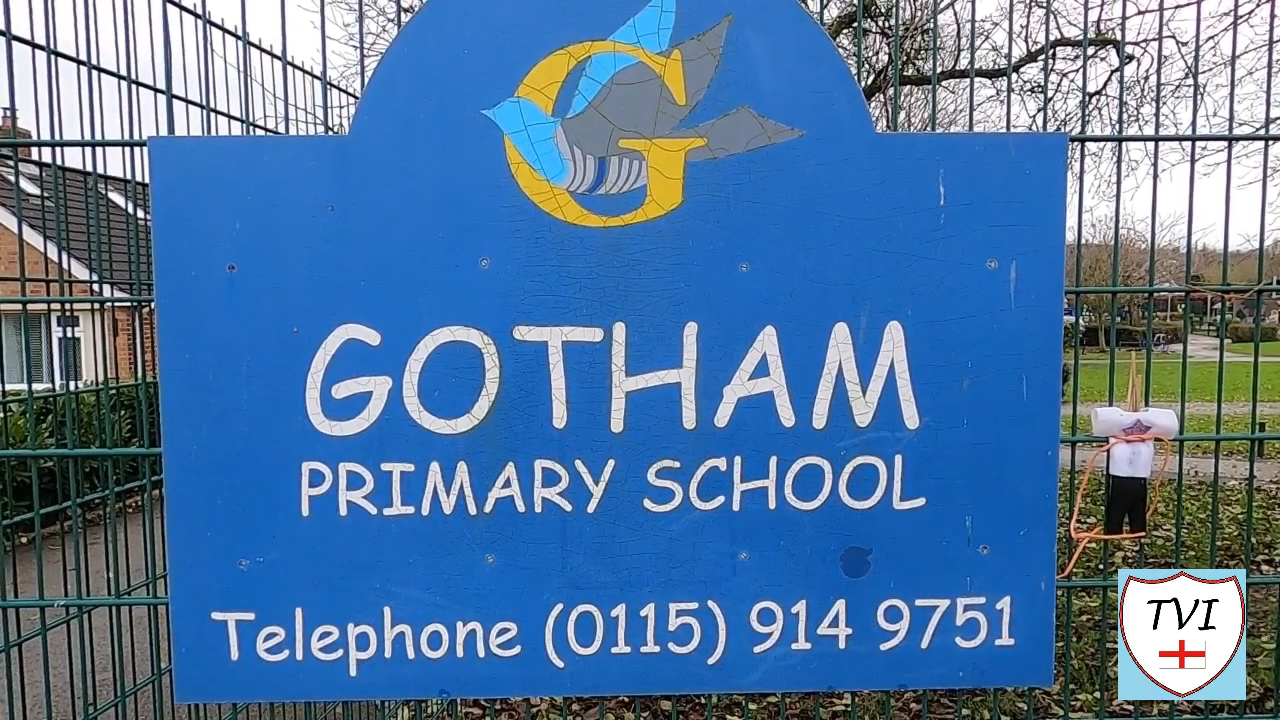 G
GOTHAM
PRIMARY SCHOOL
Telephone (0115) 914 9751
TVI